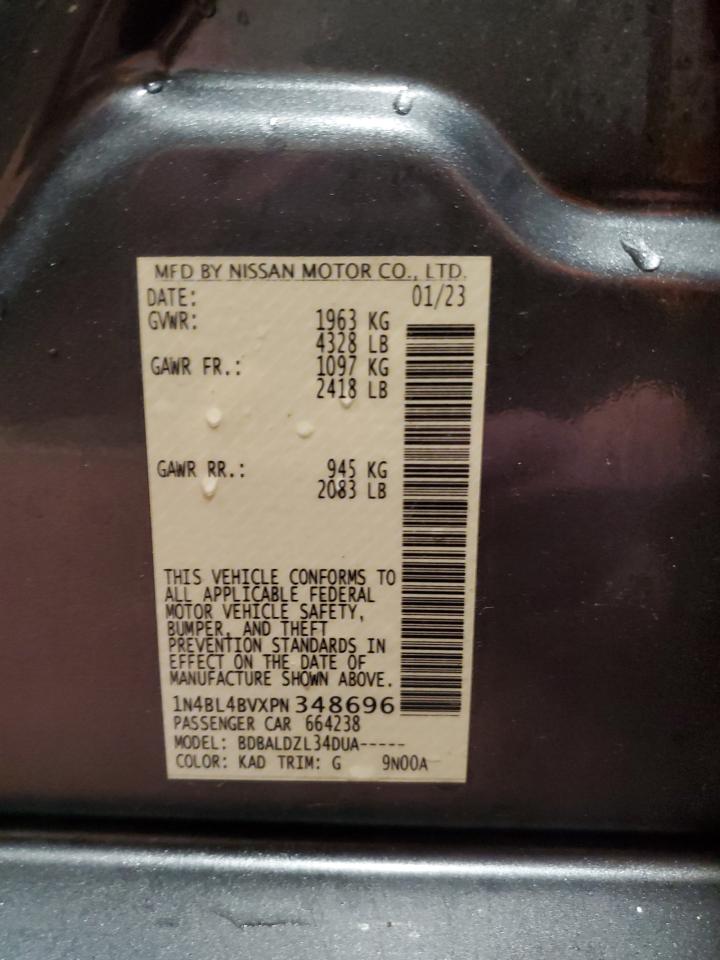 MFD BY NISSAN MOTOR CO., LTD.
DATE: 01/23
GVWR: 1963 KG
4328 LB
GAWR FR.: 1097 KG
2418 LB
GAWR RR.: 945 KG
2083 LB
THIS VEHICLE CONFORMS TO
ALL APPLICABLE FEDERAL
MOTOR VEHICLE SAFETY,
BUMPER, AND THEFT
PREVENTION STANDARDS IN
EFFECT ON THE DATE OF
MANUFACTURE SHOWN ABOVE.
1N4BL4BVXPN348696
PASSENGER CAR 664238
MODEL: BDBALDZL34DUA-----
COLOR: KAD TRIM: G 9N00A